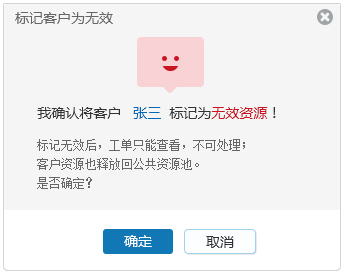 标记客户为无效
我确认将客户 张三 标记为无效资源！
标记无效后，工单只能查看，不可处理；
客户资源也释放回公共资源池。
是否确定？
确定 取消